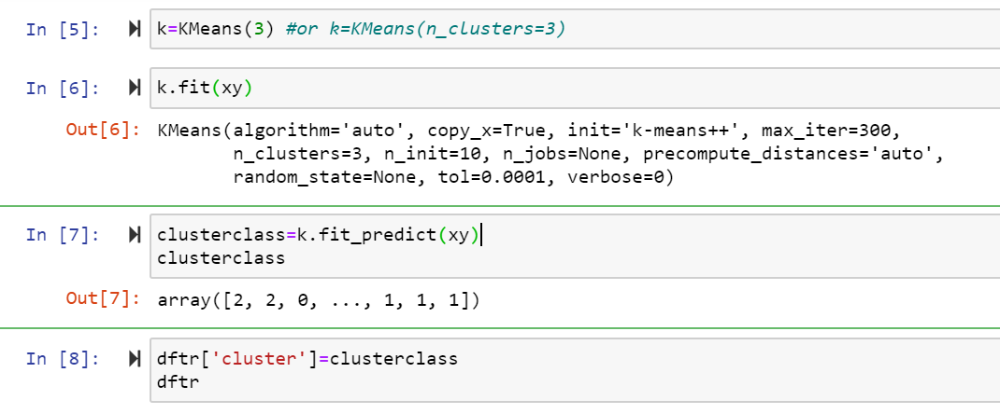 In [5]: k=KMeans(3) #or k=KMeans(n_clusters=3)
In [6]: k.fit(xy)
Out[6]: KMeans(algorithm='auto', copy_x=True, init='k-means++', max_iter=300,
n_clusters=3, n_init=10, n_jobs=None, precompute_distances='auto',
random_state=None, tol=0.0001, verbose=0)
In [7]: clusterclass=k.fit_predict(xy)
clusterclass
Out[7]: array([2, 2, 0, ..., 1, 1, 1])
In [8]: dftr['cluster']=clusterclass
dftr